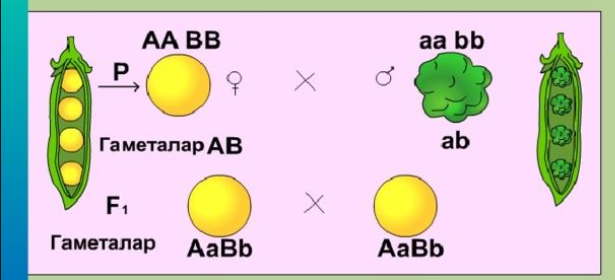 AA BB aa bb
P ♀ × ♂
Гаметалар AB ab
F₁ ×
Гаметалар AaBb AaBb